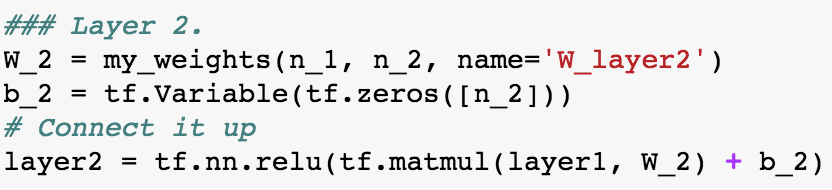 ### Layer 2.
W_2 = my_weights(n_1, n_2, name='W_layer2')
b_2 = tf.Variable(tf.zeros([n_2]))
# Connect it up
layer2 = tf.nn.relu(tf.matmul(layer1, W_2) + b_2)